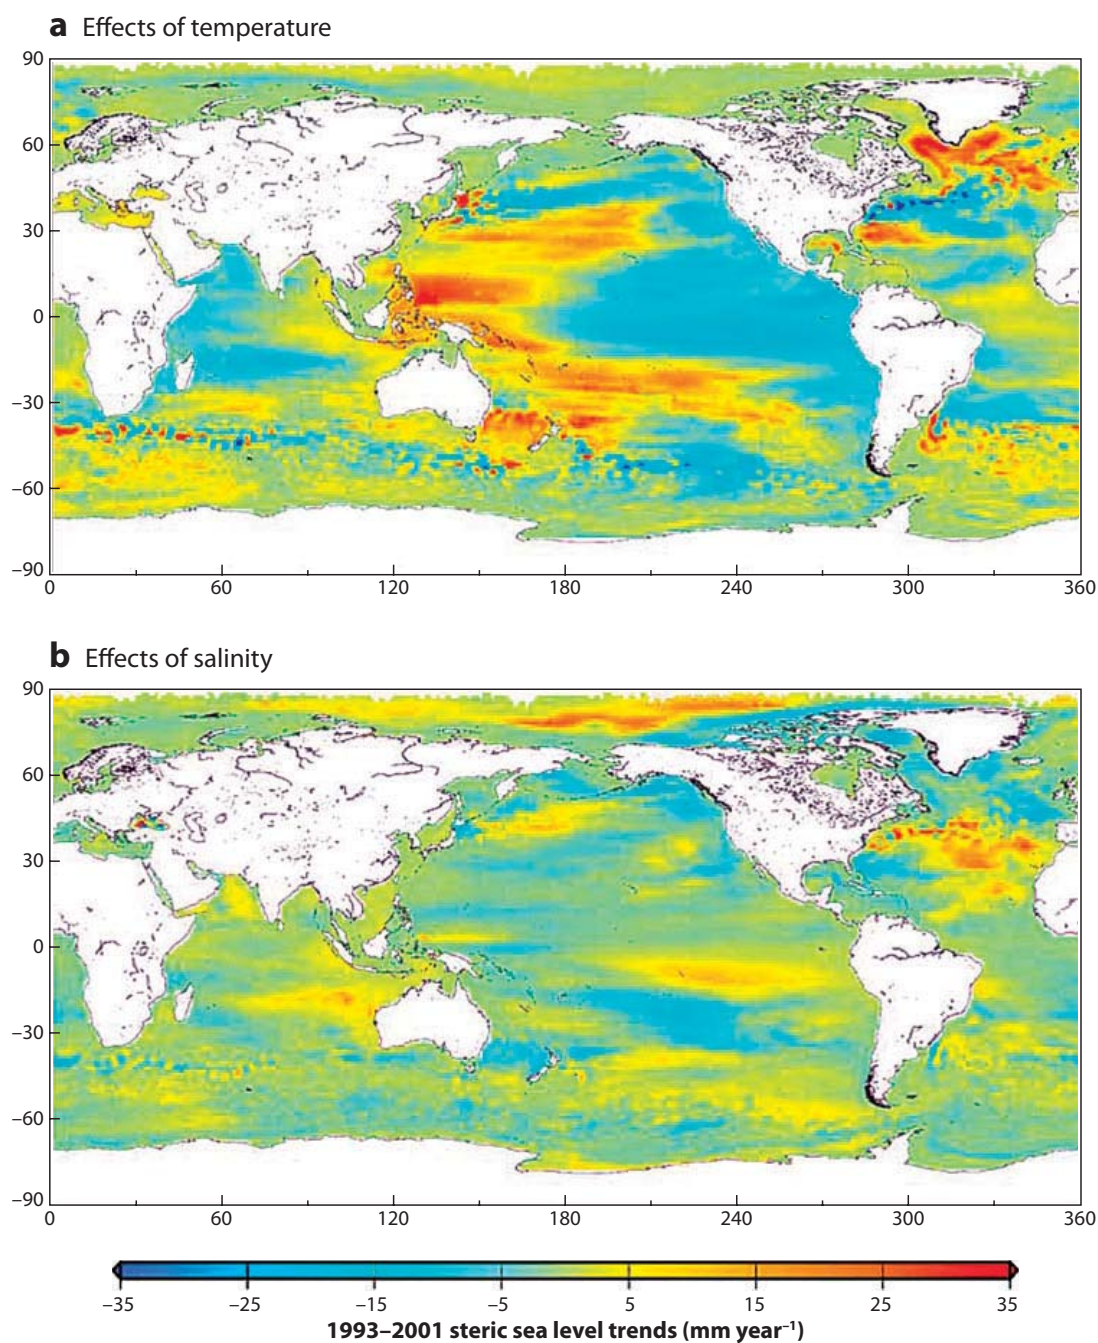 a Effects of temperature
90
60
30
0
–30
–60
–90
0 60 120 180 240 300 360
b Effects of salinity
90
60
30
0
–30
–60
–90
0 60 120 180 240 300 360
–35 –25 –15 –5 5 15 25 35
1993–2001 steric sea level trends (mm year–1)